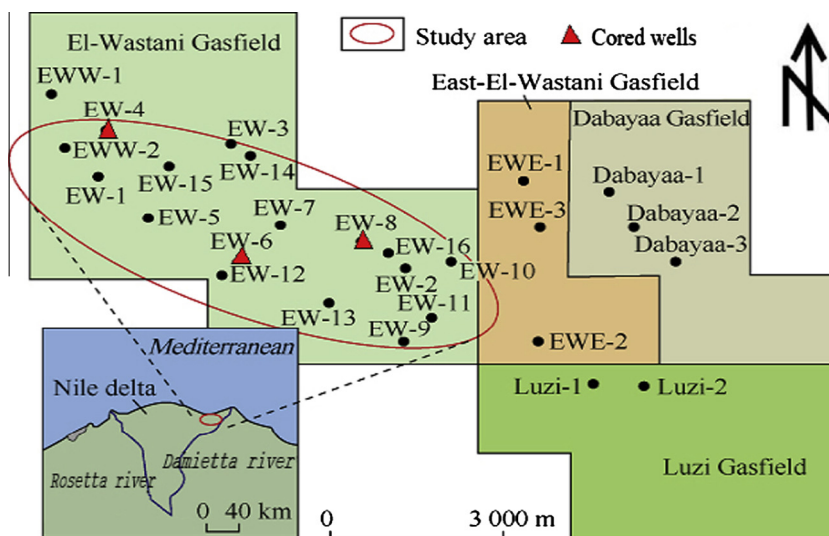 El-Wastani Gasfield
Study area
Cored wells
EWW-1
East-El-Wastani Gasfield
EW-4
EW-3
Dabayaa Gasfield
EWW-2
EW-14
EW-15
EWE-1
EW-1
Dabayaa-1
EW-5
EW-7
EW-8
EWE-3
Dabayaa-2
EW-6
EW-16
Dabayaa-3
EW-12
EW-2
EW-10
EW-11
EW-13
EW-9
EWE-2
Mediterranean
Nile delta
Luzi-1
Luzi-2
Damietta river
Rosetta river
Luzi Gasfield
0 40 km
0 3 000 m
N